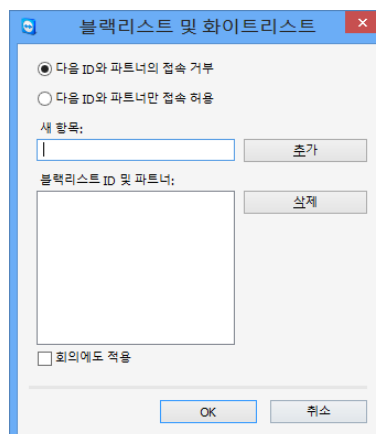 블랙리스트 및 화이트리스트
다음 ID와 파트너의 접속 거부
다음 ID와 파트너만 접속 허용
새 항목:
추가
블랙리스트 ID 및 파트너:
삭제
회의에도 적용
OK
취소